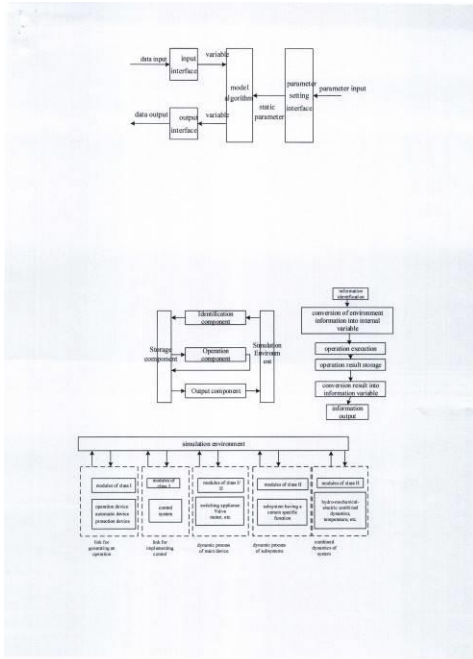 data input
input
interface
variable
model
algorithm
parameter
setting
interface
parameter input
static
parameter
data output
output
interface
variable
Identification
component
Storage
component
Operation
component
Simulation
Environm
ent
Output component
information
identification
conversion of environment
information into internal
variable
operation execution
operation result storage
conversion result into
information variable
information
output
simulation environment
modules of class I
operation device
automatic device
protection device
link for
generating an
operation
modules of
class
control
system
link for
implementing
control
modules of class I/
II
switching appliance
Valve
motor, etc
dynamic process
of main device
modules of class II
subsystem having a
certain specific
function
dynamic process
of subsystem
modules of class II
hydro-mechanical-
electric combined
dynamics,
temperature, etc.
combined
dynamics of
system